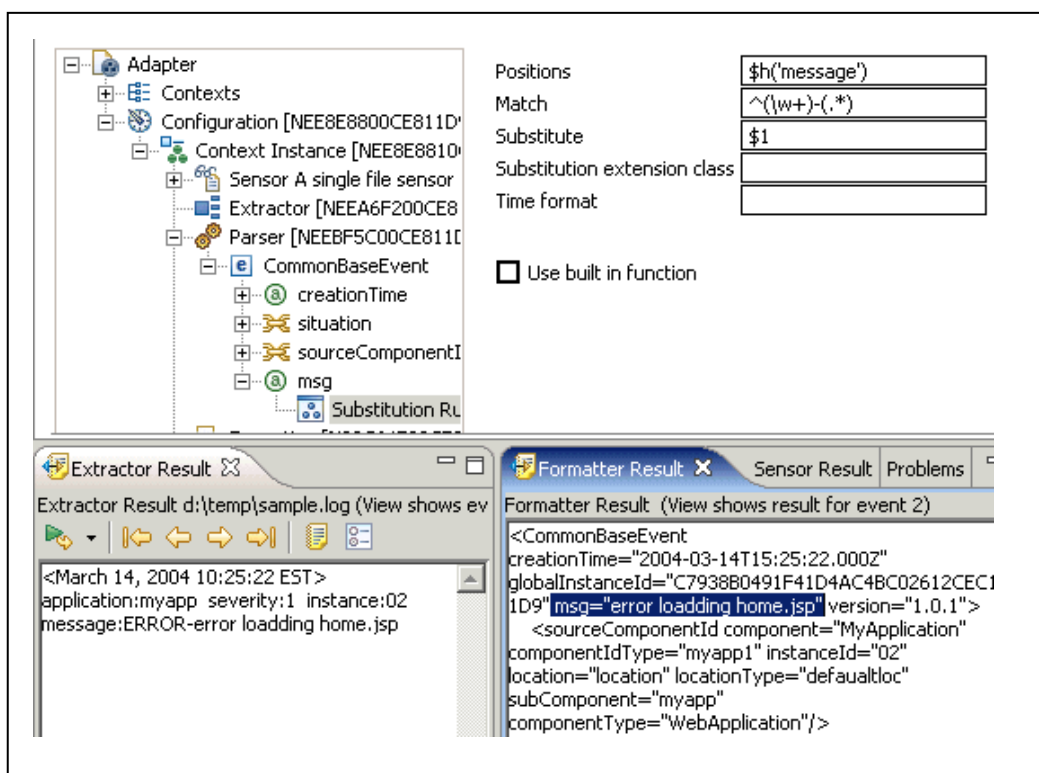 Adapter
Contexts
Configuration [NEE8E8800CE811D
Context Instance [NEE8E8810
Sensor A single file sensor
Extractor [NEEA6F200CE8
Parser [NEEBF5C00CE811D
CommonBaseEvent
creationTime
situation
sourceComponentI
msg
Substitution Ru
Positions $h('message')
Match ^(\w+)-(.*)
Substitute $1
Substitution extension class
Time format
Use built in function
Extractor Result
Extractor Result d:\temp\sample.log (View shows ev
<March 14, 2004 10:25:22 EST>
application:myapp severity:1 instance:02
message:ERROR-error loadding home.jsp
Formatter Result Sensor Result Problems
Formatter Result (View shows result for event 2)
<CommonBaseEvent
creationTime="2004-03-14T15:25:22.000Z"
globalInstanceId="C7938B0491F41D4AC4BC02612CEC1
1D9" msg="error loadding home.jsp" version="1.0.1">
<sourceComponentId component="MyApplication"
componentIdType="myapp1" instanceId="02"
location="location" locationType="defaualtloc"
subComponent="myapp"
componentType="WebApplication"/>